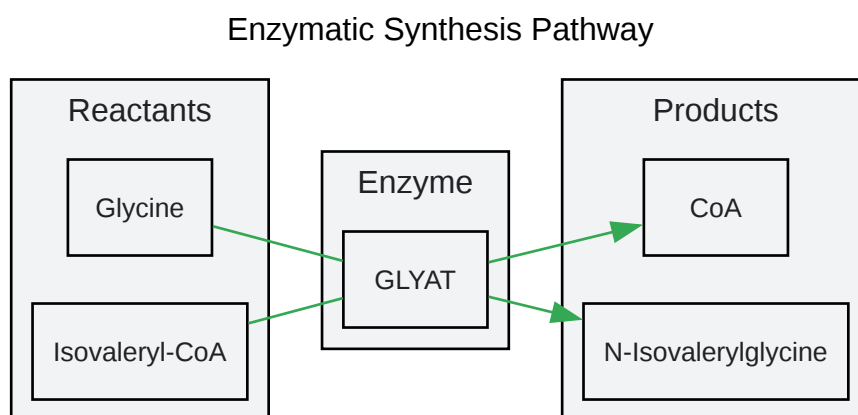 Enzymatic Synthesis Pathway
Reactants
Glycine
Isovaleryl-CoA
Enzyme
GLYAT
Products
CoA
N-Isovalerylglycine